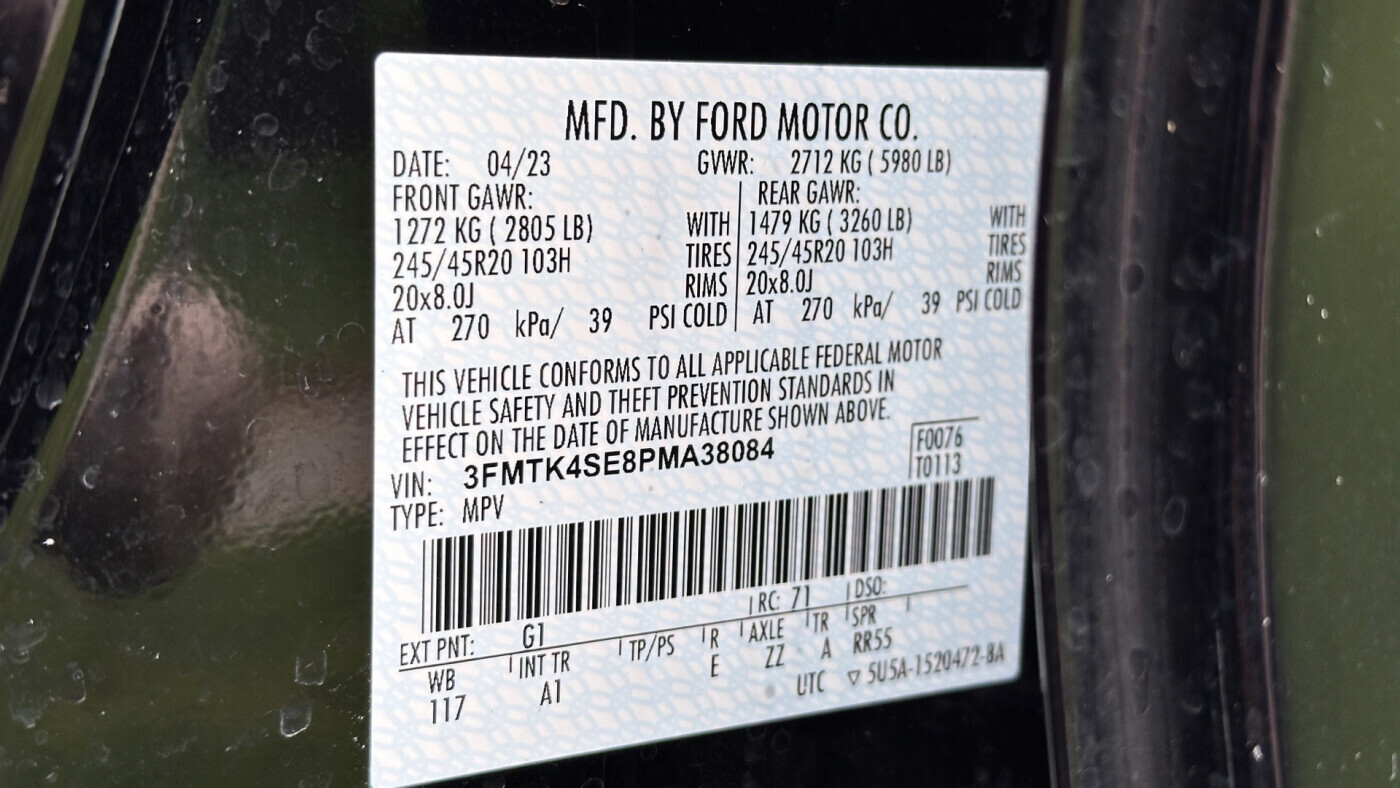 MFD. BY FORD MOTOR CO.
DATE: 04/23 GVWR: 2712 KG ( 5980 LB)
FRONT GAWR: REAR GAWR:
1272 KG ( 2805 LB) WITH 1479 KG ( 3260 LB) WITH
245/45R20 103H TIRES 245/45R20 103H TIRES
20x8.0J RIMS 20x8.0J RIMS
AT 270 kPa/ 39 PSI COLD AT 270 kPa/ 39 PSI COLD
THIS VEHICLE CONFORMS TO ALL APPLICABLE FEDERAL MOTOR
VEHICLE SAFETY AND THEFT PREVENTION STANDARDS IN
EFFECT ON THE DATE OF MANUFACTURE SHOWN ABOVE.
VIN: 3FMTK4SE8PMA38084 F0076
TYPE: MPV T0113
EXT PNT: G1 RC: 71 DSO:
WB INT TR TP/PS R AXLE TR SPR
117 A1 E ZZ A RR55
UTC ▽ 5U5A-1520472-BA